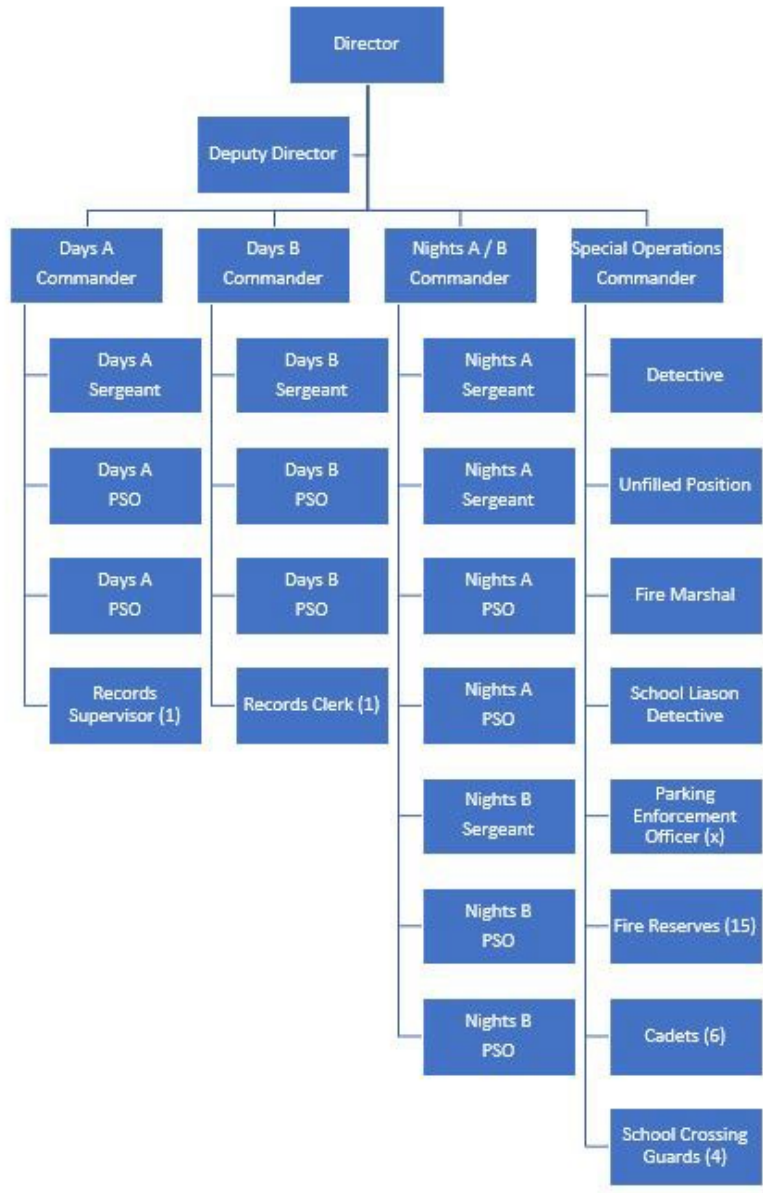 Director
Deputy Director
Days A
Commander
Days B
Commander
Nights A / B
Commander
Special Operations
Commander
Days A
Sergeant
Days A
PSO
Days A
PSO
Records
Supervisor (1)
Days B
Sergeant
Days B
PSO
Days B
PSO
Records Clerk (1)
Nights A
Sergeant
Nights A
Sergeant
Nights A
PSO
Nights A
PSO
Nights B
Sergeant
Nights B
PSO
Nights B
PSO
Detective
Unfilled Position
Fire Marshal
School Liason
Detective
Parking
Enforcement
Officer (x)
Fire Reserves (15)
Cadets (6)
School Crossing
Guards (4)